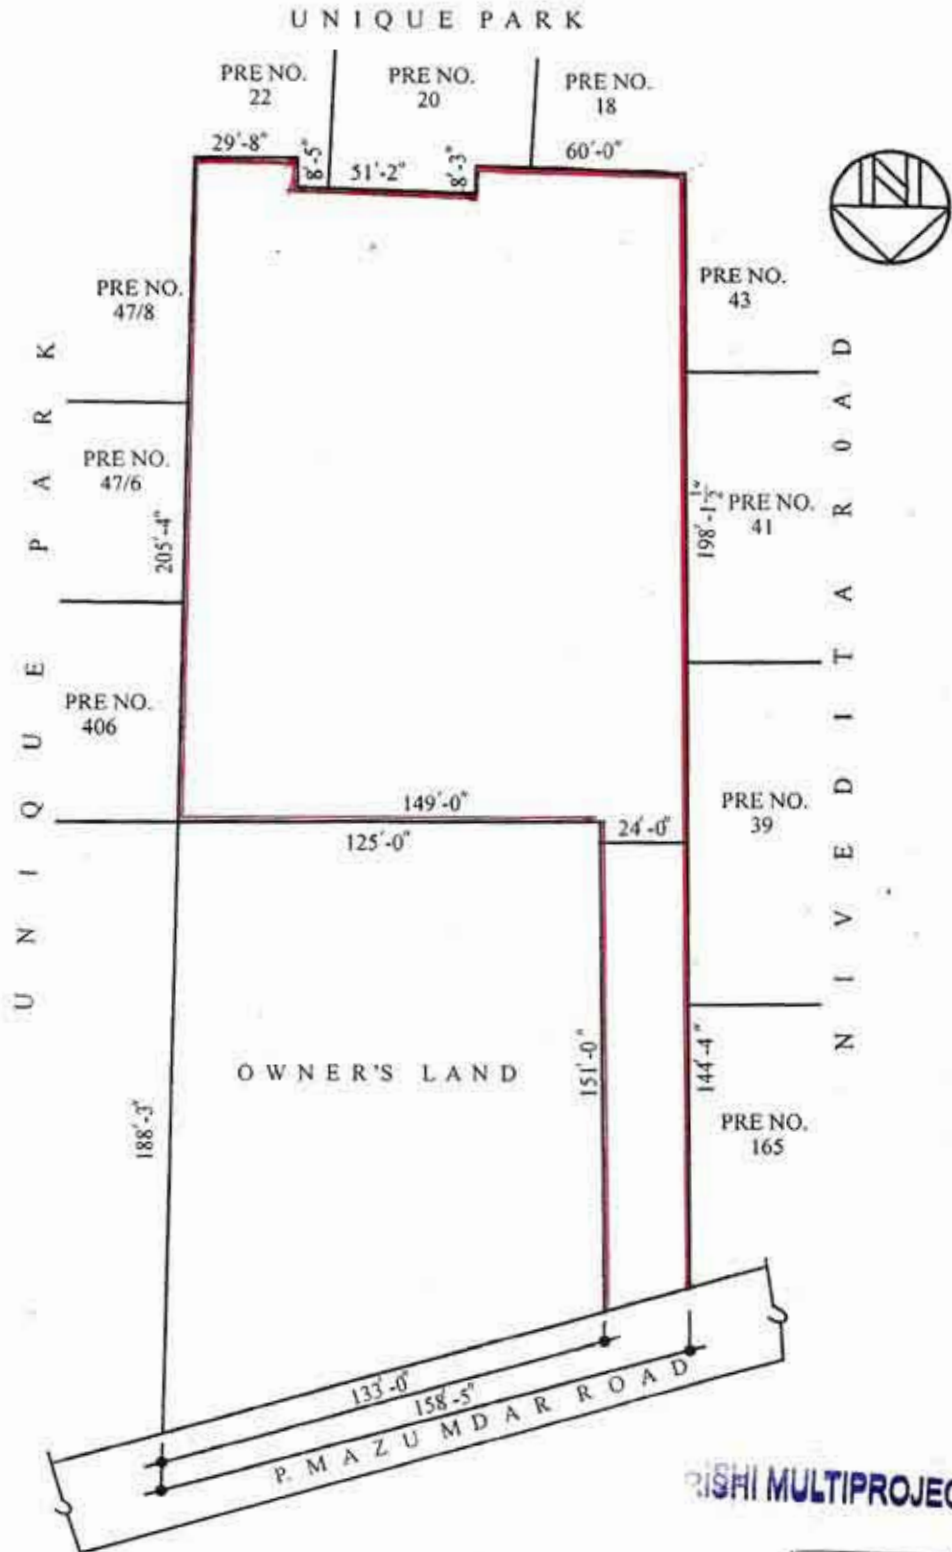 UNIQUE PARK
PRE NO.
22
PRE NO.
20
PRE NO.
18
29'-8"
8'-5"
51'-2"
8'-3"
60'-0"
N
PRE NO.
47/8
PRE NO.
43
UNIQUE PARK
PRE NO.
47/6
205'-4"
198'-1 1/2"
PRE NO.
41
NIVEDITA ROAD
PRE NO.
406
149'-0"
125'-0"
24'-0"
PRE NO.
39
OWNER'S LAND
188'-3"
151'-0"
144'-4"
PRE NO.
165
133'-0"
158'-5"
P. MAZUMDAR ROAD
RISHI MULTIPROJEC